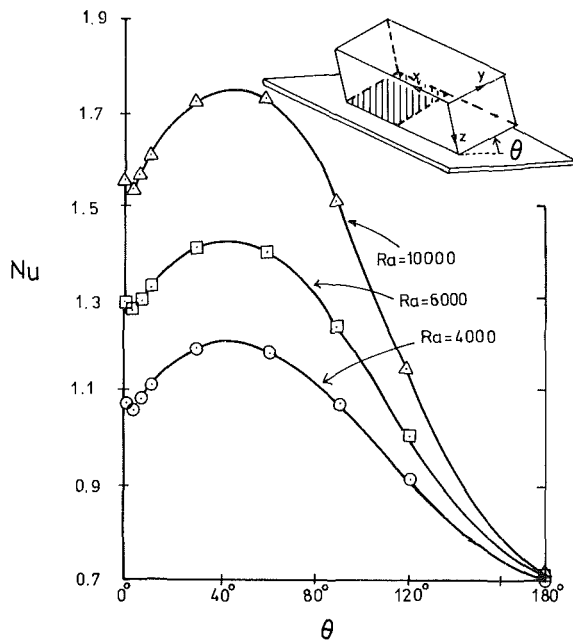 1.9
1.7
1.5
1.3
1.1
0.9
0.7
Nu
x
y
z
θ
Ra=10000
Ra=6000
Ra=4000
0° 40° 80° 120° 180°
θ